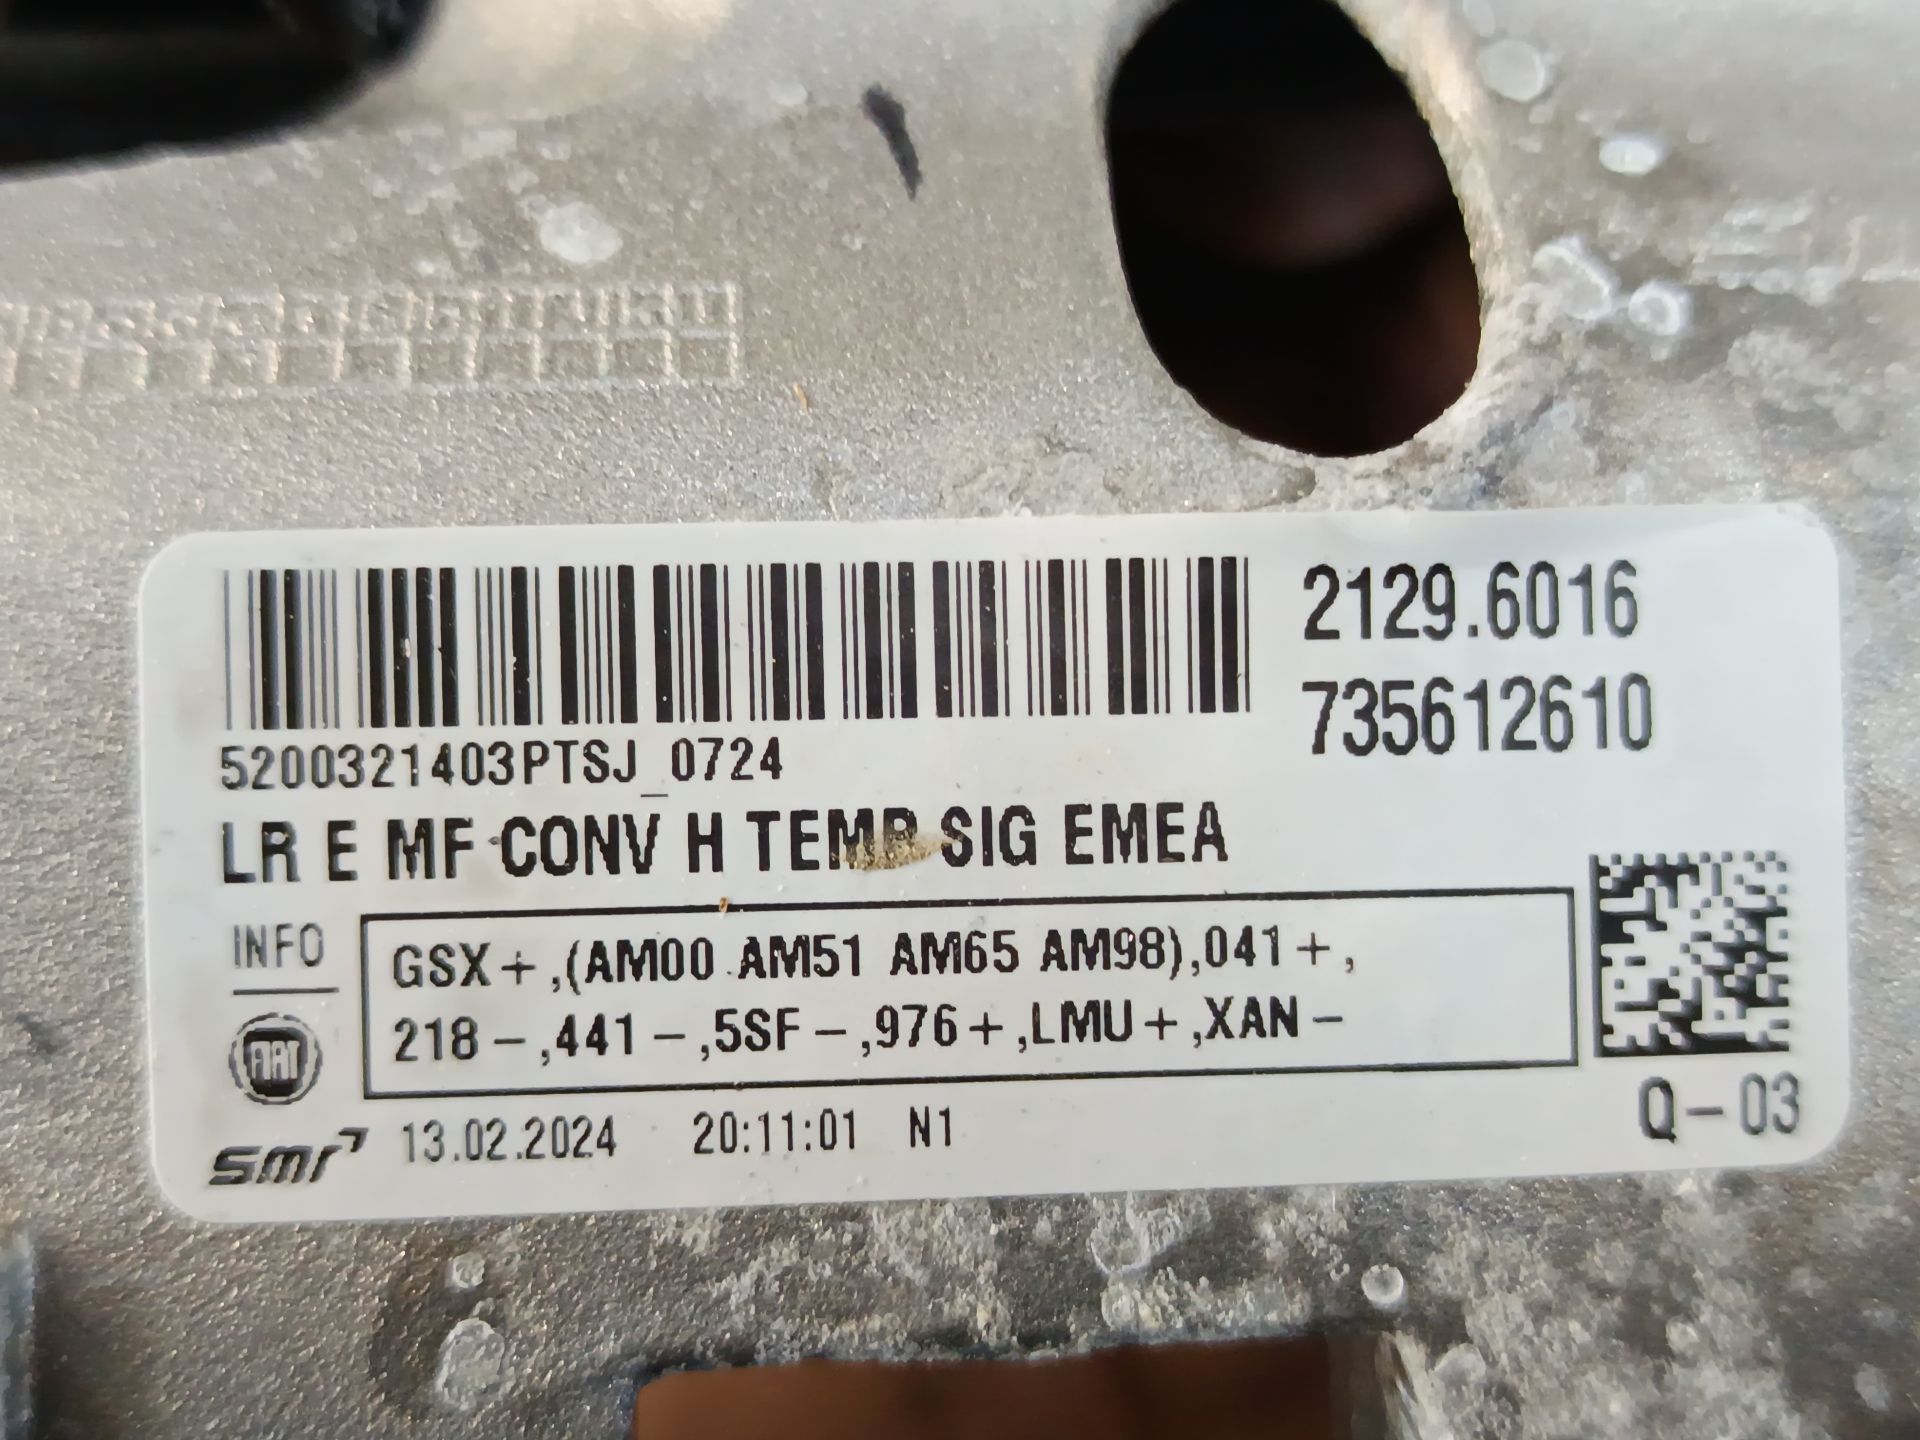 2129.6016
735612610
5200321403PTSJ_0724
LR E MF CONV H TEMP SIG EMEA
INFO
GSX+,(AM00 AM51 AM65 AM98),041+,
218-,441-,5SF-,976+,LMU+,XAN-
FIAT
smr 13.02.2024 20:11:01 N1
Q-03